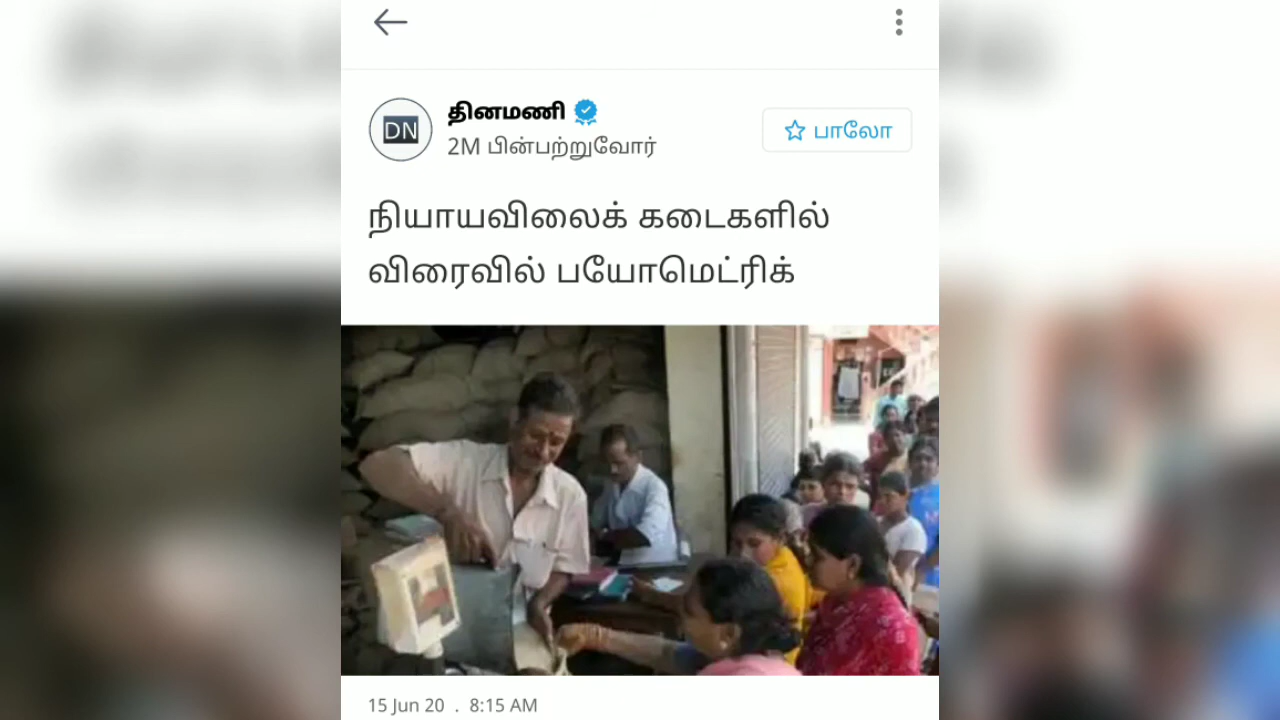 தினமணி
DN
2M பின்பற்றுவோர்
பாலோ
நியாயவிலைக் கடைகளில்
விரைவில் பயோமெட்ரிக்
15 Jun 20 . 8:15 AM